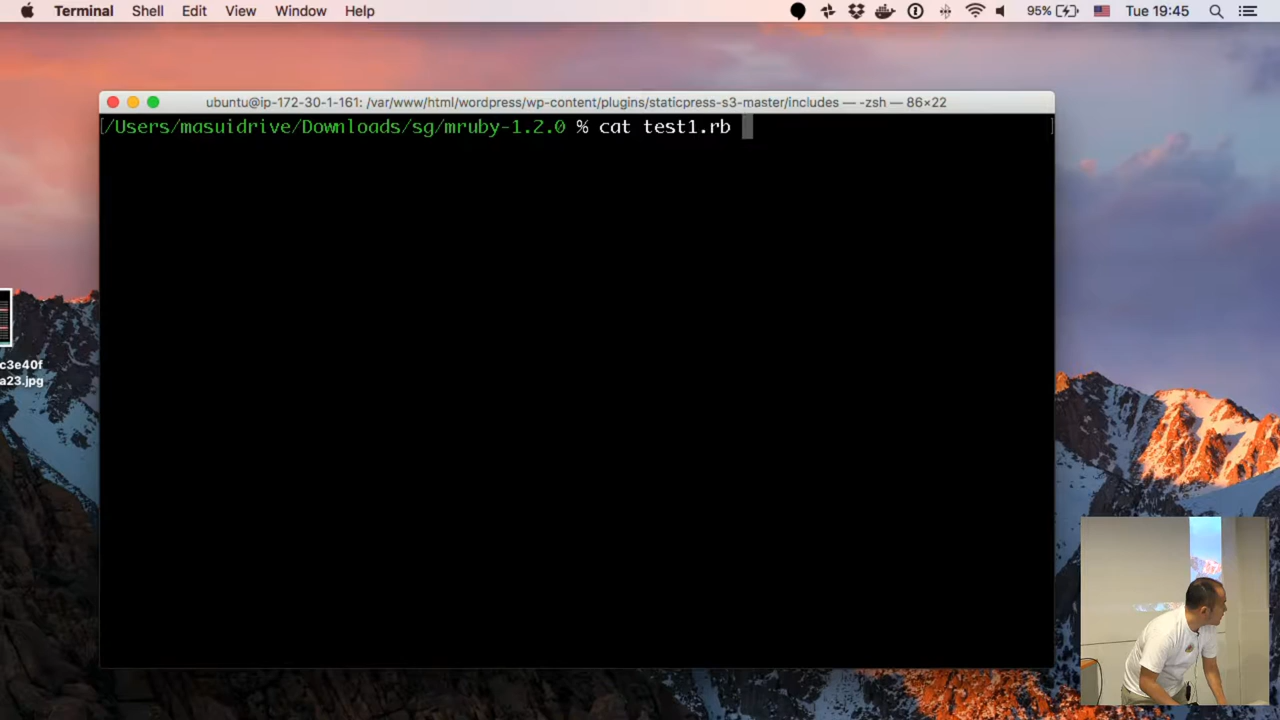 Terminal Shell Edit View Window Help 95% Tue 19:45
ubuntu@ip-172-30-1-161: /var/www/html/wordpress/wp-content/plugins/staticpress-s3-master/includes — -zsh — 86×22
[/Users/masuidrive/Downloads/sg/mruby-1.2.0 % cat test1.rb ]
c3e40f
a23.jpg